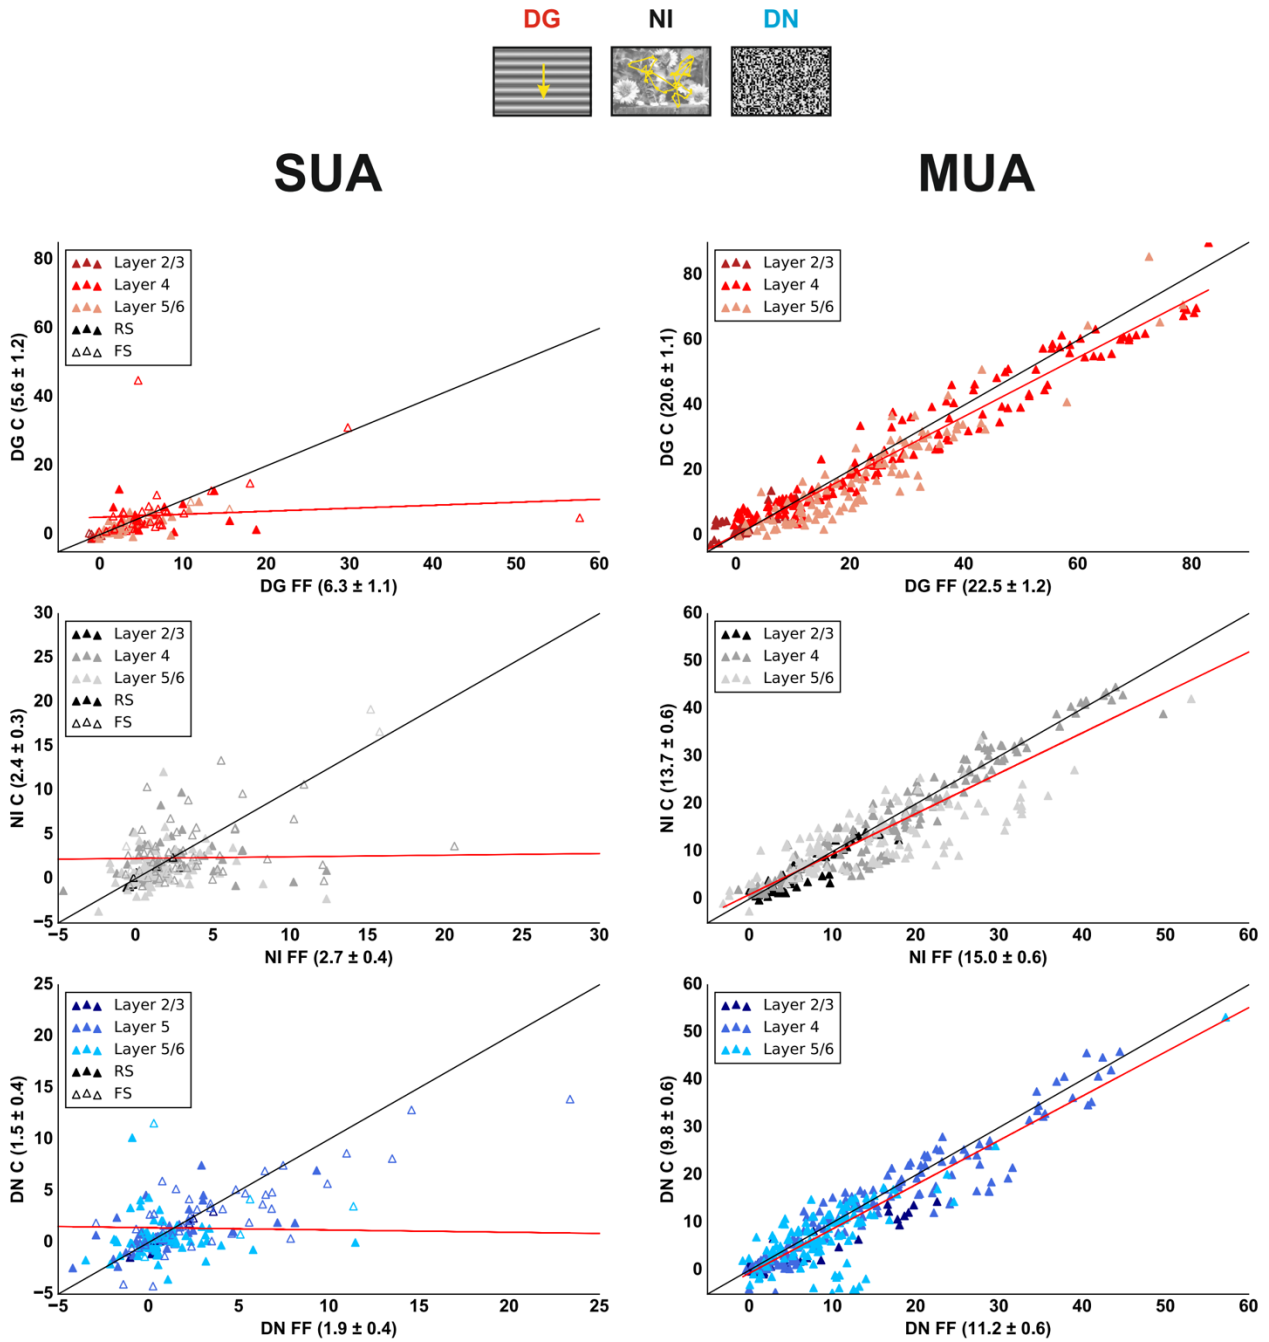 DG NI DN
SUA MUA
80
60
40
20
0
DG C (5.6 ± 1.2)
Layer 2/3
Layer 4
Layer 5/6
RS
FS
0 10 20 30 40 50 60
DG FF (6.3 ± 1.1)
80
60
40
20
0
DG C (20.6 ± 1.1)
Layer 2/3
Layer 4
Layer 5/6
0 20 40 60 80
DG FF (22.5 ± 1.2)
30
25
20
15
10
5
0
−5
NI C (2.4 ± 0.3)
Layer 2/3
Layer 4
Layer 5/6
RS
FS
−5 0 5 10 15 20 25 30
NI FF (2.7 ± 0.4)
60
50
40
30
20
10
0
NI C (13.7 ± 0.6)
Layer 2/3
Layer 4
Layer 5/6
0 10 20 30 40 50 60
NI FF (15.0 ± 0.6)
25
20
15
10
5
0
−5
DN C (1.5 ± 0.4)
Layer 2/3
Layer 5
Layer 5/6
RS
FS
−5 0 5 10 15 20 25
DN FF (1.9 ± 0.4)
60
50
40
30
20
10
0
DN C (9.8 ± 0.6)
Layer 2/3
Layer 4
Layer 5/6
0 10 20 30 40 50 60
DN FF (11.2 ± 0.6)